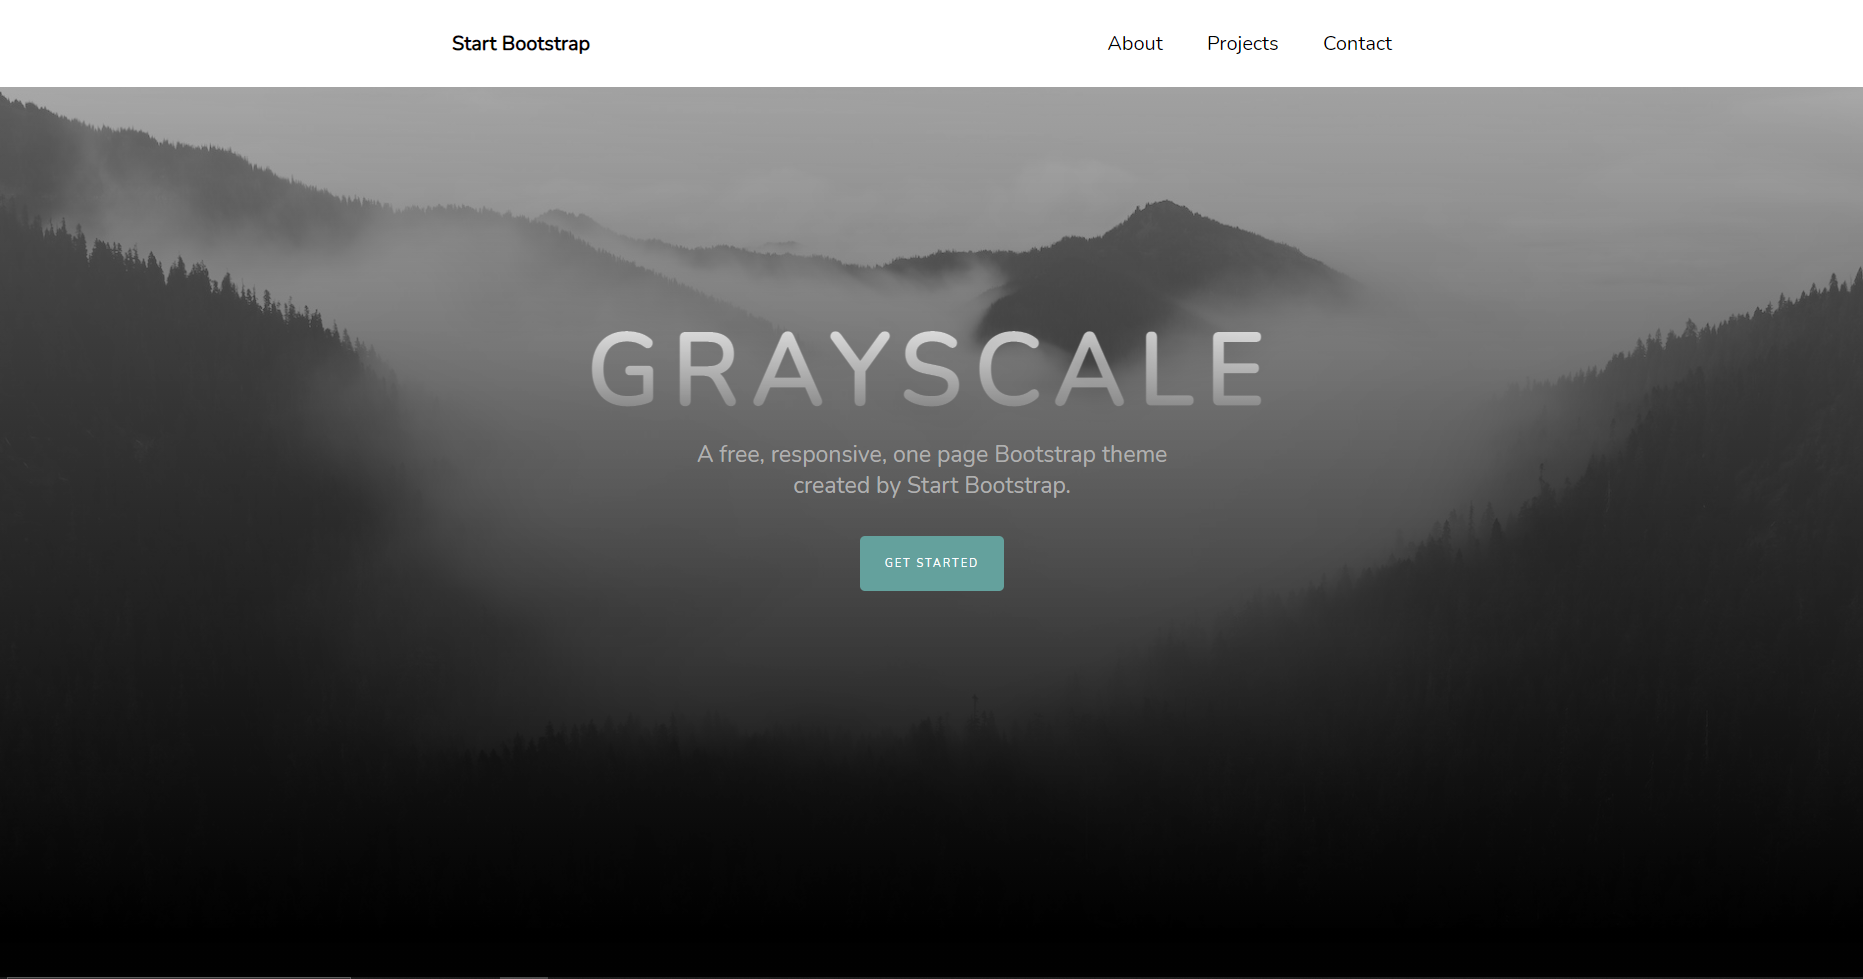 Start Bootstrap
About Projects Contact
GRAYSCALE
A free, responsive, one page Bootstrap theme
created by Start Bootstrap.
GET STARTED